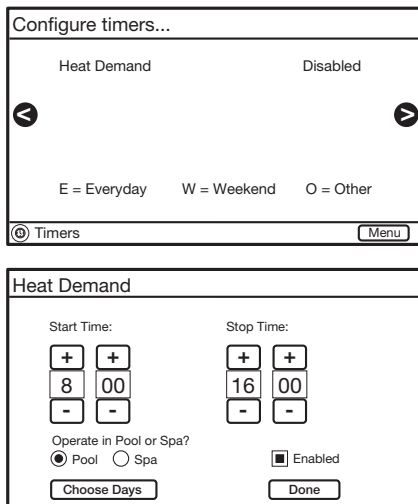 Configure timers...
Heat Demand Disabled
< >
E = Everyday W = Weekend O = Other
Timers Menu
Heat Demand
Start Time: Stop Time:
+ + + +
8 00 16 00
- - - -
Operate in Pool or Spa?
Pool Spa Enabled
Choose Days Done